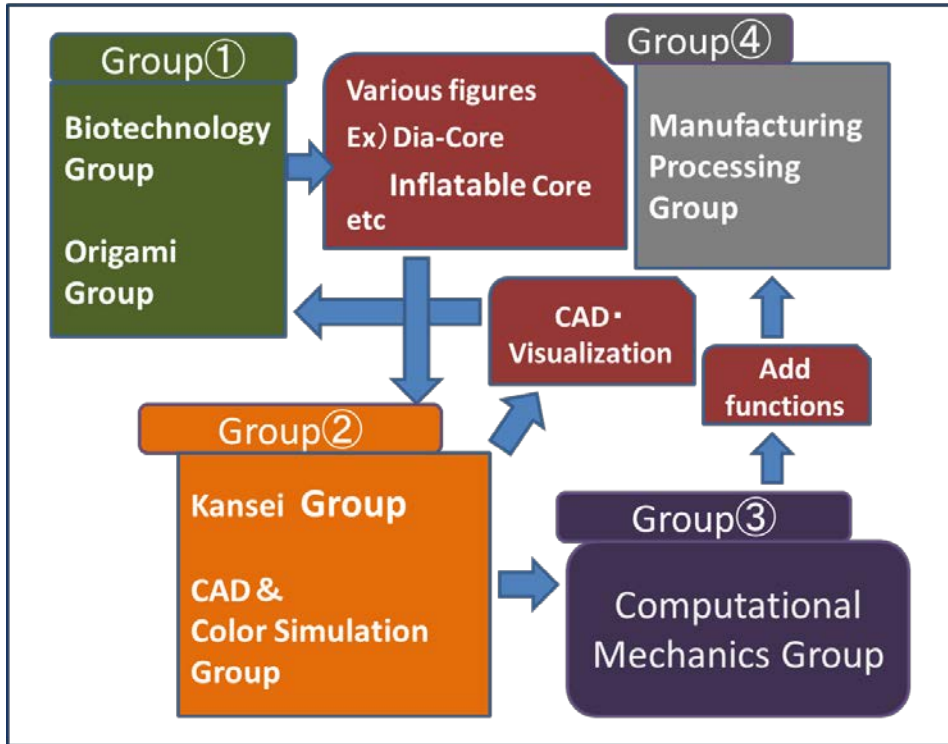 Group①
Biotechnology
Group
Origami
Group
Various figures
Ex）Dia-Core
Inflatable Core
etc
Group④
Manufacturing
Processing
Group
CAD・
Visualization
Add
functions
Group②
Kansei Group
CAD＆
Color Simulation
Group
Group③
Computational
Mechanics Group